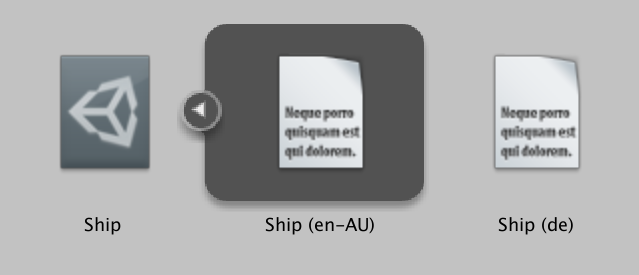 Neque porro
quisquam est
qui dolorem.
Neque porro
quisquam est
qui dolorem.
Ship
Ship (en-AU)
Ship (de)